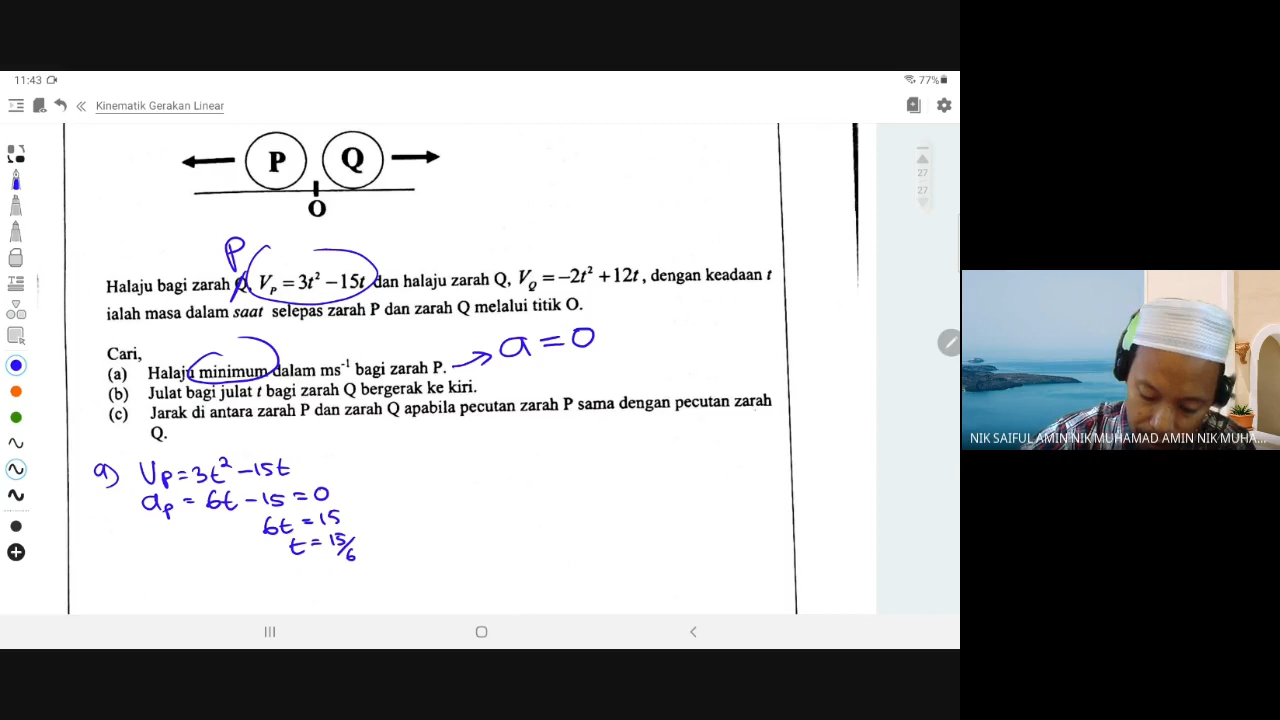 11:43
77%
Kinematik Gerakan Linear
27
27
P Q
O
P
Halaju bagi zarah Q, V_P = 3t² − 15t dan halaju zarah Q, V_Q = −2t² + 12t, dengan keadaan t
ialah masa dalam saat selepas zarah P dan zarah Q melalui titik O.
Cari,
(a) Halaju minimum dalam ms⁻¹ bagi zarah P. → a = 0
(b) Julat bagi julat t bagi zarah Q bergerak ke kiri.
(c) Jarak di antara zarah P dan zarah Q apabila pecutan zarah P sama dengan pecutan zarah
Q.
a) V_P = 3t² − 15t
a_P = 6t − 15 = 0
6t = 15
t = 15/6
NIK SAIFUL AMIN NIK MUHAMAD AMIN NIK MUHA...